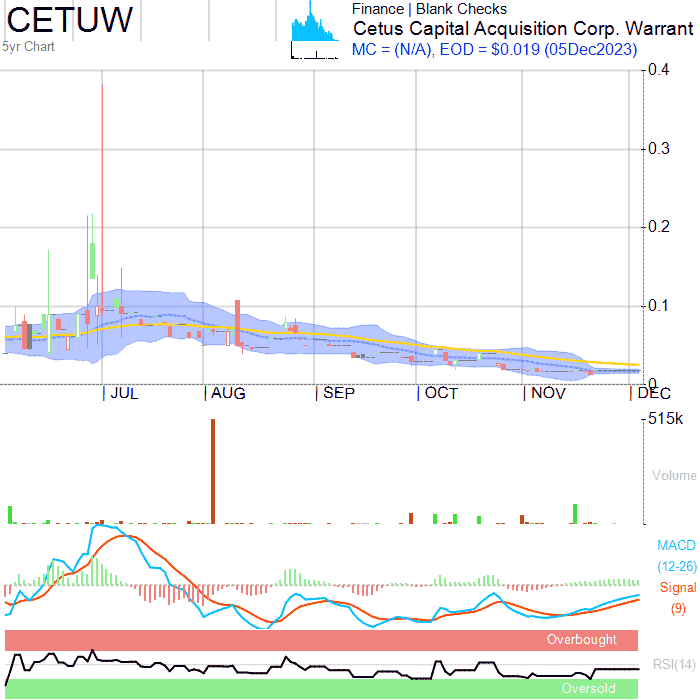 CETUW
5yr Chart
Finance | Blank Checks
Cetus Capital Acquisition Corp. Warrant
MC = (N/A), EOD = $0.019 (05Dec2023)
0.4
0.3
0.2
0.1
0
JUL
AUG
SEP
OCT
NOV
DEC
515k
Volume
MACD
(12-26)
Signal
(9)
Overbought
RSI(14)
Oversold